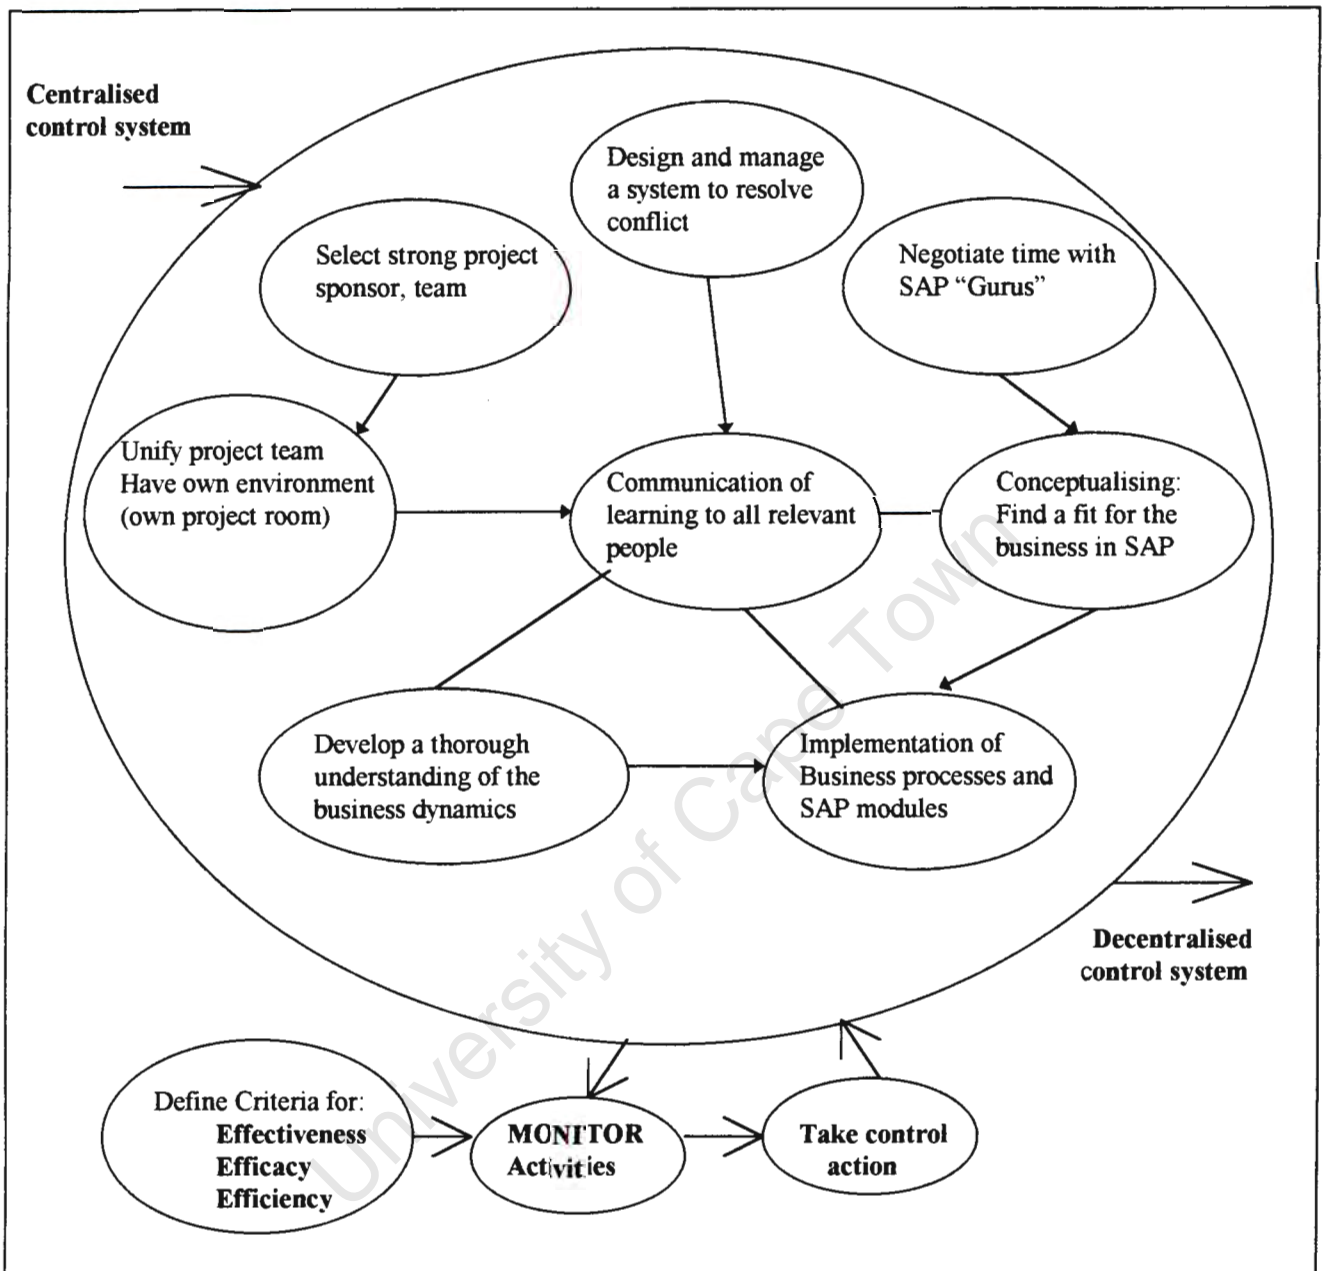 Centralised
control system
Design and manage
a system to resolve
conflict
Select strong project
sponsor, team
Negotiate time with
SAP “Gurus”
Unify project team
Have own environment
(own project room)
Communication of
learning to all relevant
people
Conceptualising:
Find a fit for the
business in SAP
Develop a thorough
understanding of the
business dynamics
Implementation of
Business processes and
SAP modules
Decentralised
control system
Define Criteria for:
Effectiveness
Efficacy
Efficiency
MONITOR
Activities
Take control
action
University of Cape Town